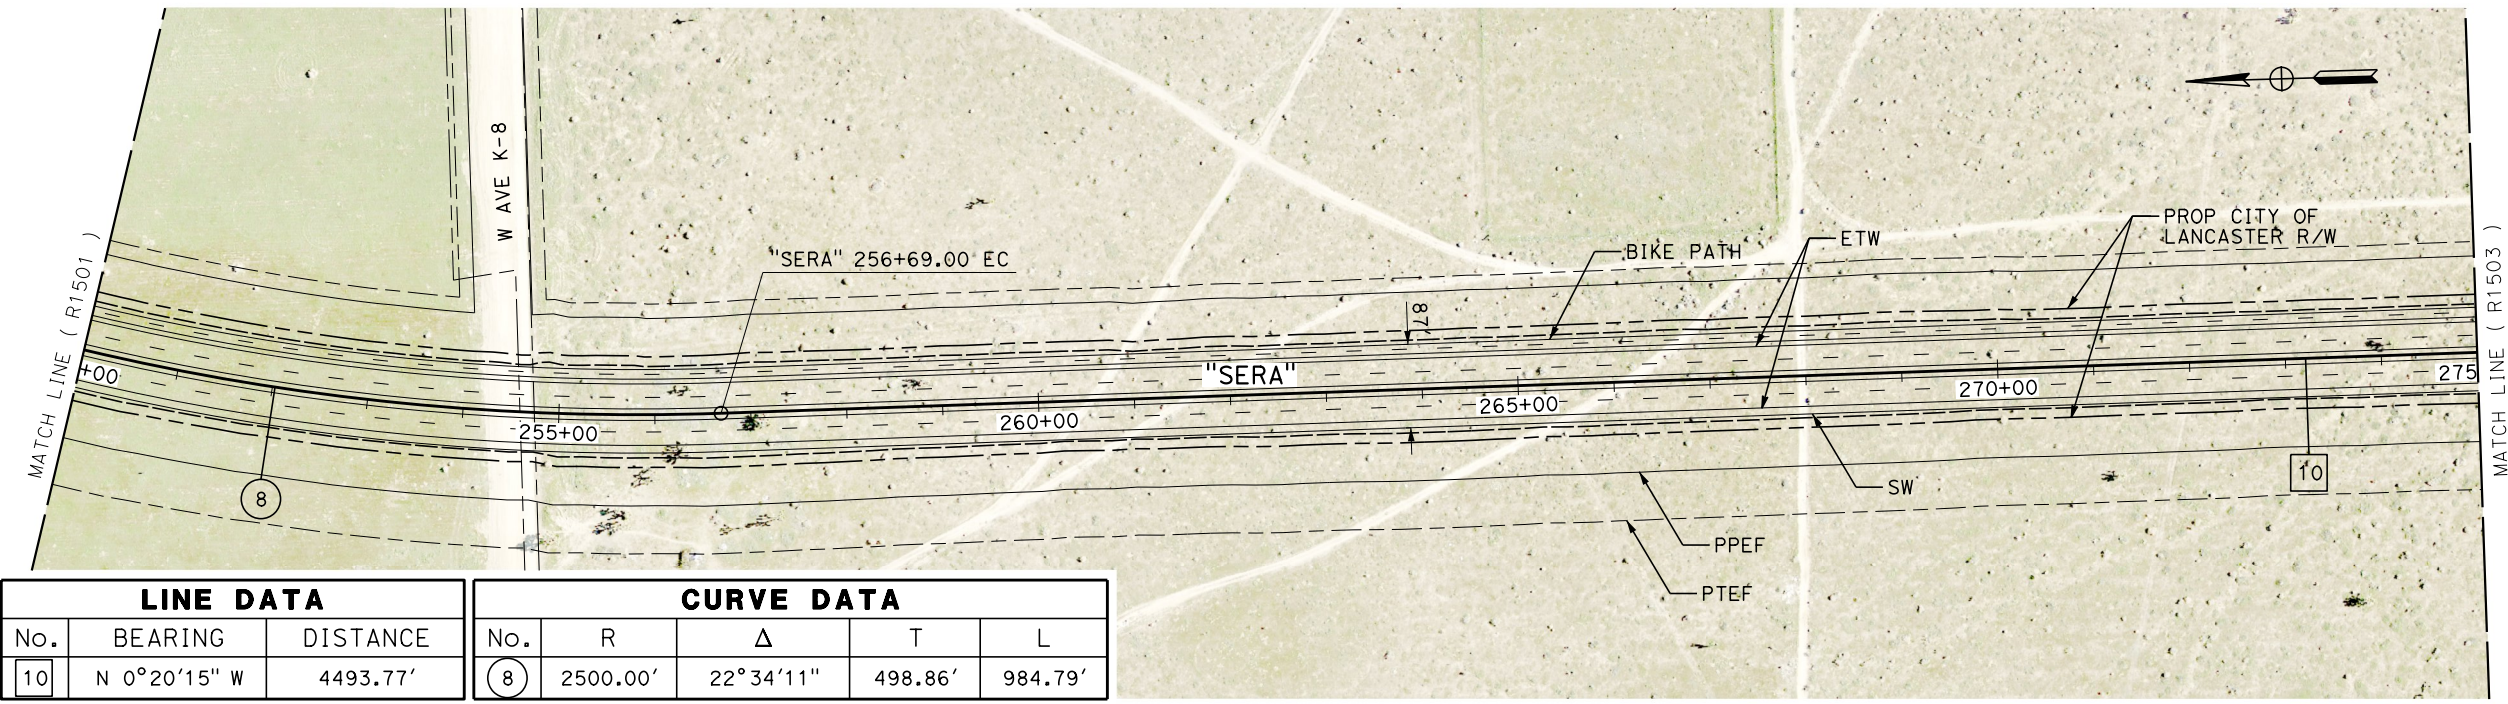 MATCH LINE ( R1501 )
W AVE K-8
"SERA" 256+69.00 EC
BIKE PATH
ETW
PROP CITY OF
LANCASTER R/W
87'
"SERA"
+00
255+00
260+00
265+00
270+00
275
MATCH LINE ( R1503 )
8
10
SW
PPEF
PTEF
LINE DATA
No. BEARING DISTANCE
10 N 0°20'15" W 4493.77'
CURVE DATA
No. R Δ T L
8 2500.00' 22°34'11" 498.86' 984.79'